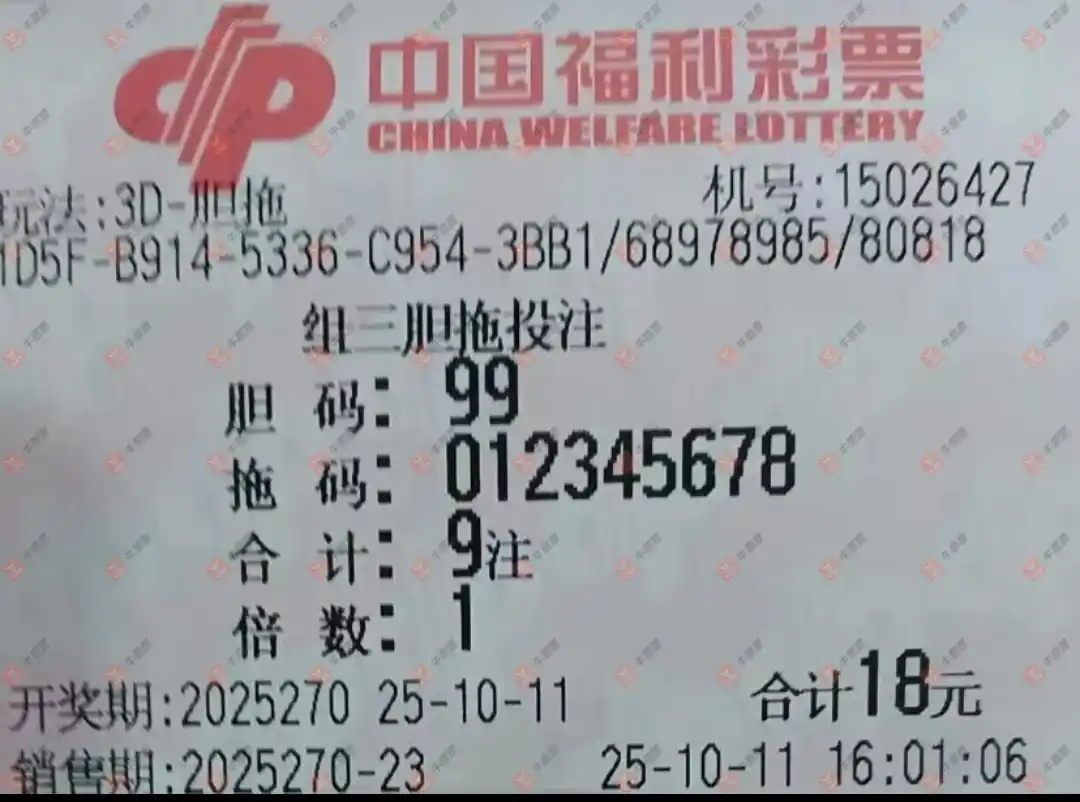 中国福利彩票
CHINA WELFARE LOTTERY
玩法:3D-胆拖 机号:15026427
1D5F-B914-5336-C954-3BB1/68978985/80818
组三胆拖投注
胆 码: 99
拖 码: 012345678
合 计: 9注
倍 数: 1
开奖期:2025270 25-10-11 合计18元
销售期:2025270-23 25-10-11 16:01:06